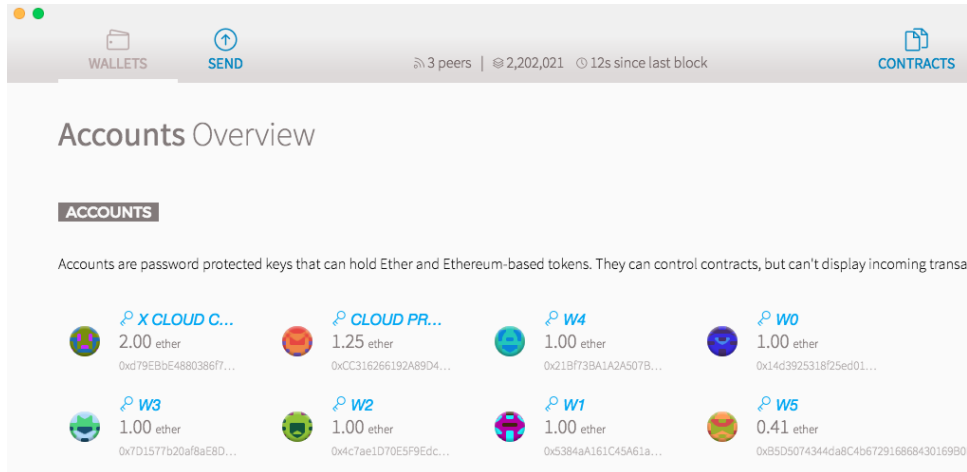 WALLETS
SEND
3 peers | 2,202,021 12s since last block
CONTRACTS
Accounts Overview
ACCOUNTS
Accounts are password protected keys that can hold Ether and Ethereum-based tokens. They can control contracts, but can't display incoming transa
X CLOUD C...
2.00 ether
0xd79EBbE4880386f7...
CLOUD PR...
1.25 ether
0xCC316266192A89D4...
W4
1.00 ether
0x21Bf73BA1A2A507B...
W0
1.00 ether
0x14d3925318f25ed01...
W3
1.00 ether
0x7D1577b20af8aE8D...
W2
1.00 ether
0x4c7ae1D70E5F9Edc...
W1
1.00 ether
0x5384aA161C45A61a...
W5
0.41 ether
0xB5D5074344da8C4b672916868430169B0